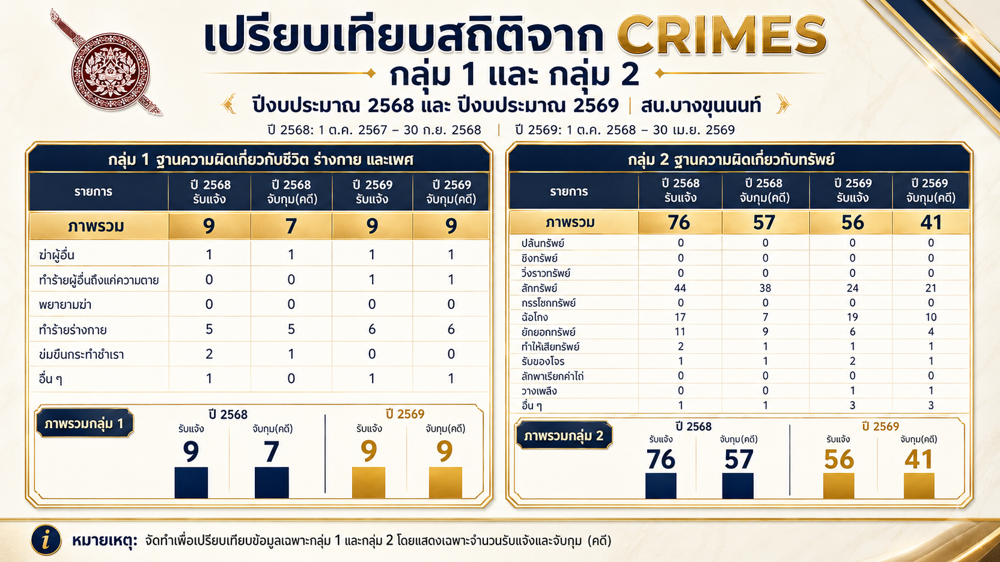 เปรียบเทียบสถิติจาก CRIMES
กลุ่ม 1 และ กลุ่ม 2
ปีงบประมาณ 2568 และ ปีงบประมาณ 2569 | สน.บางขุนนนท์
ปี 2568: 1 ต.ค. 2567 – 30 ก.ย. 2568 | ปี 2569: 1 ต.ค. 2568 – 30 เม.ย. 2569
กลุ่ม 1 ฐานความผิดเกี่ยวกับชีวิต ร่างกาย และเพศ
รายการ ปี 2568 รับแจ้ง ปี 2568 จับกุม(คดี) ปี 2569 รับแจ้ง ปี 2569 จับกุม(คดี)
ภาพรวม 9 7 9 9
ฆ่าผู้อื่น 1 1 1 1
ทำร้ายผู้อื่นถึงแค่ความตาย 0 0 1 1
พยายามฆ่า 0 0 0 0
ทำร้ายร่างกาย 5 5 6 6
ข่มขืนกระทำชำเรา 2 1 0 0
อื่น ๆ 1 0 1 1
ภาพรวมกลุ่ม 1
ปี 2568 ปี 2569
รับแจ้ง จับกุม(คดี) รับแจ้ง จับกุม(คดี)
9 7 9 9
กลุ่ม 2 ฐานความผิดเกี่ยวกับทรัพย์
รายการ ปี 2568 รับแจ้ง ปี 2568 จับกุม(คดี) ปี 2569 รับแจ้ง ปี 2569 จับกุม(คดี)
ภาพรวม 76 57 56 41
ปล้นทรัพย์ 0 0 0 0
ชิงทรัพย์ 0 0 0 0
วิ่งราวทรัพย์ 0 0 0 0
ลักทรัพย์ 44 38 24 21
กรรโชกทรัพย์ 0 0 0 0
ฉ้อโกง 17 7 19 10
ยักยอกทรัพย์ 11 9 6 4
ทำให้เสียทรัพย์ 2 1 1 1
รับของโจร 1 1 2 1
ลักพาเรียกค่าไถ่ 0 0 0 0
วางเพลิง 0 0 1 1
อื่น ๆ 1 1 3 3
ภาพรวมกลุ่ม 2
ปี 2568 ปี 2569
รับแจ้ง จับกุม(คดี) รับแจ้ง จับกุม(คดี)
76 57 56 41
i หมายเหตุ: จัดทำเพื่อเปรียบเทียบข้อมูลเฉพาะกลุ่ม 1 และกลุ่ม 2 โดยแสดงเฉพาะจำนวนรับแจ้งและจับกุม (คดี)